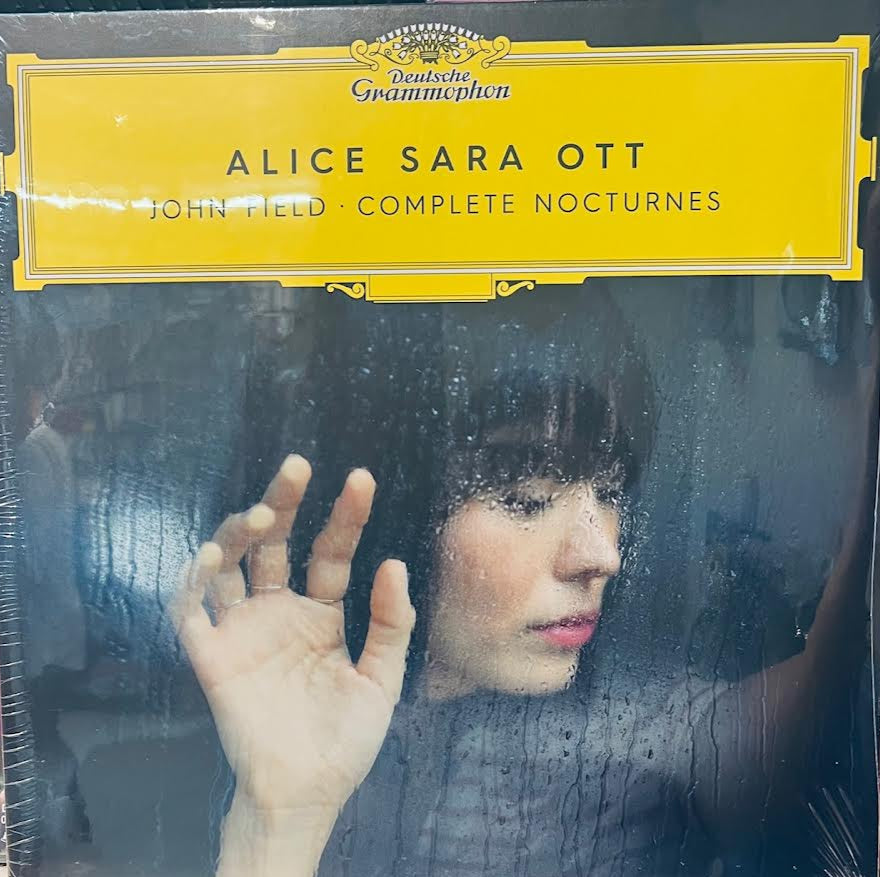 Deutsche
Grammophon
ALICE SARA OTT
JOHN FIELD · COMPLETE NOCTURNES